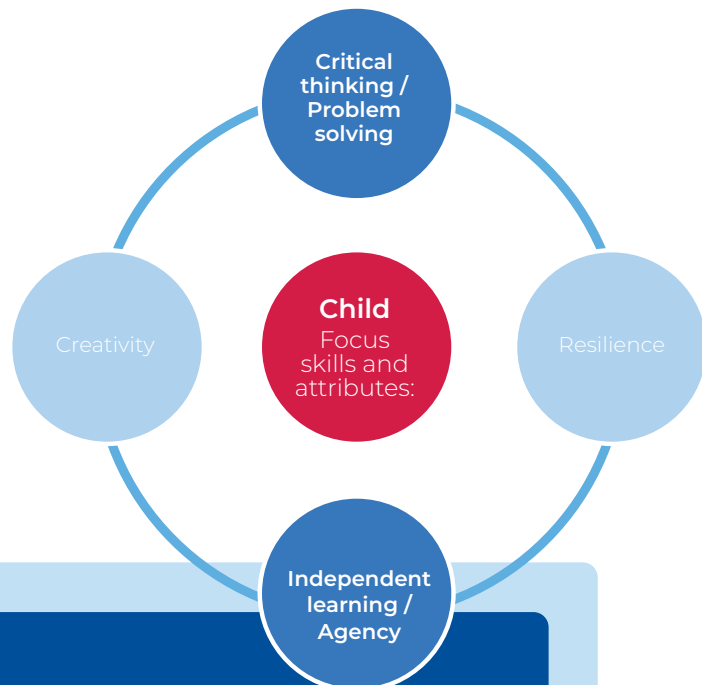 Critical
thinking /
Problem
solving
Creativity
Child
Focus
skills and
attributes:
Resilience
Independent
learning /
Agency